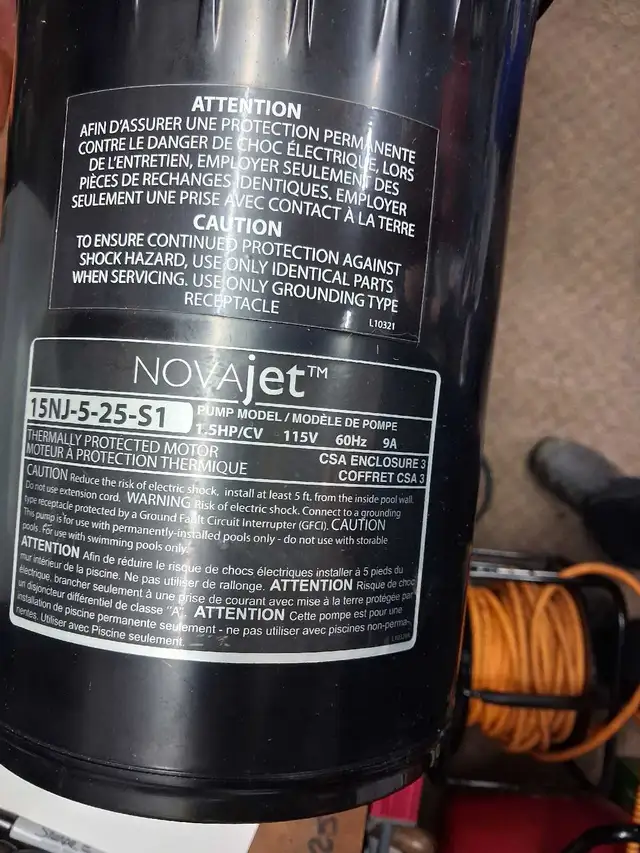 ATTENTION
AFIN D'ASSURER UNE PROTECTION PERMANENTE
CONTRE LE DANGER DE CHOC ÉLECTRIQUE, LORS
DE L'ENTRETIEN, EMPLOYER SEULEMENT DES
PIÈCES DE RECHANGES IDENTIQUES. EMPLOYER
SEULEMENT UNE PRISE AVEC CONTACT À LA TERRE
CAUTION
TO ENSURE CONTINUED PROTECTION AGAINST
SHOCK HAZARD, USE ONLY IDENTICAL PARTS
WHEN SERVICING. USE ONLY GROUNDING TYPE
RECEPTACLE
L10321
NOVAjet™
15NJ-5-25-S1 PUMP MODEL / MODÈLE DE POMPE
1.5HP/CV 115V 60Hz 9A
THERMALLY PROTECTED MOTOR CSA ENCLOSURE 3
MOTEUR À PROTECTION THERMIQUE COFFRET CSA 3
CAUTION Reduce the risk of electric shock, install at least 5 ft. from the inside pool wall.
Do not use extension cord. WARNING Risk of electric shock. Connect to a grounding
type receptacle protected by a Ground Fault Circuit Interrupter (GFCI). CAUTION
This pump is for use with permanently-installed pools only - do not use with storable
pools. For use with swimming pools only.
ATTENTION Afin de réduire le risque de chocs électriques installer à 5 pieds du
mur intérieur de la piscine. Ne pas utiliser de rallonge. ATTENTION Risque de choc
électrique, brancher seulement à une prise de courant avec mise à la terre protégée par
un disjoncteur différentiel de classe "A". ATTENTION Cette pompe est pour une
installation de piscine permanente seulement - ne pas utiliser avec piscines non-perma-
nentes. Utiliser avec Piscine seulement.